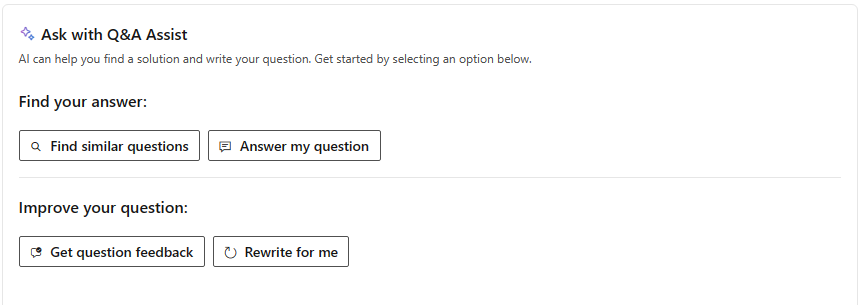 Ask with Q&A Assist
AI can help you find a solution and write your question. Get started by selecting an option below.
Find your answer:
Find similar questions
Answer my question
Improve your question:
Get question feedback
Rewrite for me